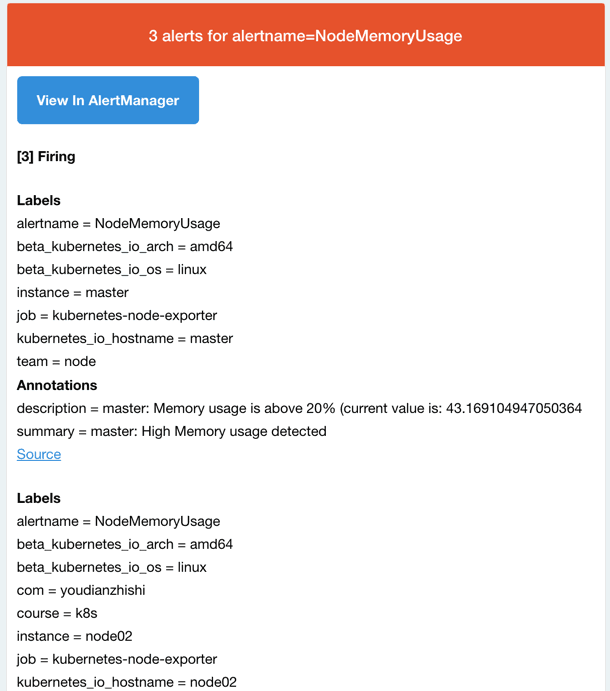 3 alerts for alertname=NodeMemoryUsage
View In AlertManager
[3] Firing
Labels
alertname = NodeMemoryUsage
beta_kubernetes_io_arch = amd64
beta_kubernetes_io_os = linux
instance = master
job = kubernetes-node-exporter
kubernetes_io_hostname = master
team = node
Annotations
description = master: Memory usage is above 20% (current value is: 43.169104947050364
summary = master: High Memory usage detected
Source
Labels
alertname = NodeMemoryUsage
beta_kubernetes_io_arch = amd64
beta_kubernetes_io_os = linux
com = youdianzhishi
course = k8s
instance = node02
job = kubernetes-node-exporter
kubernetes_io_hostname = node02